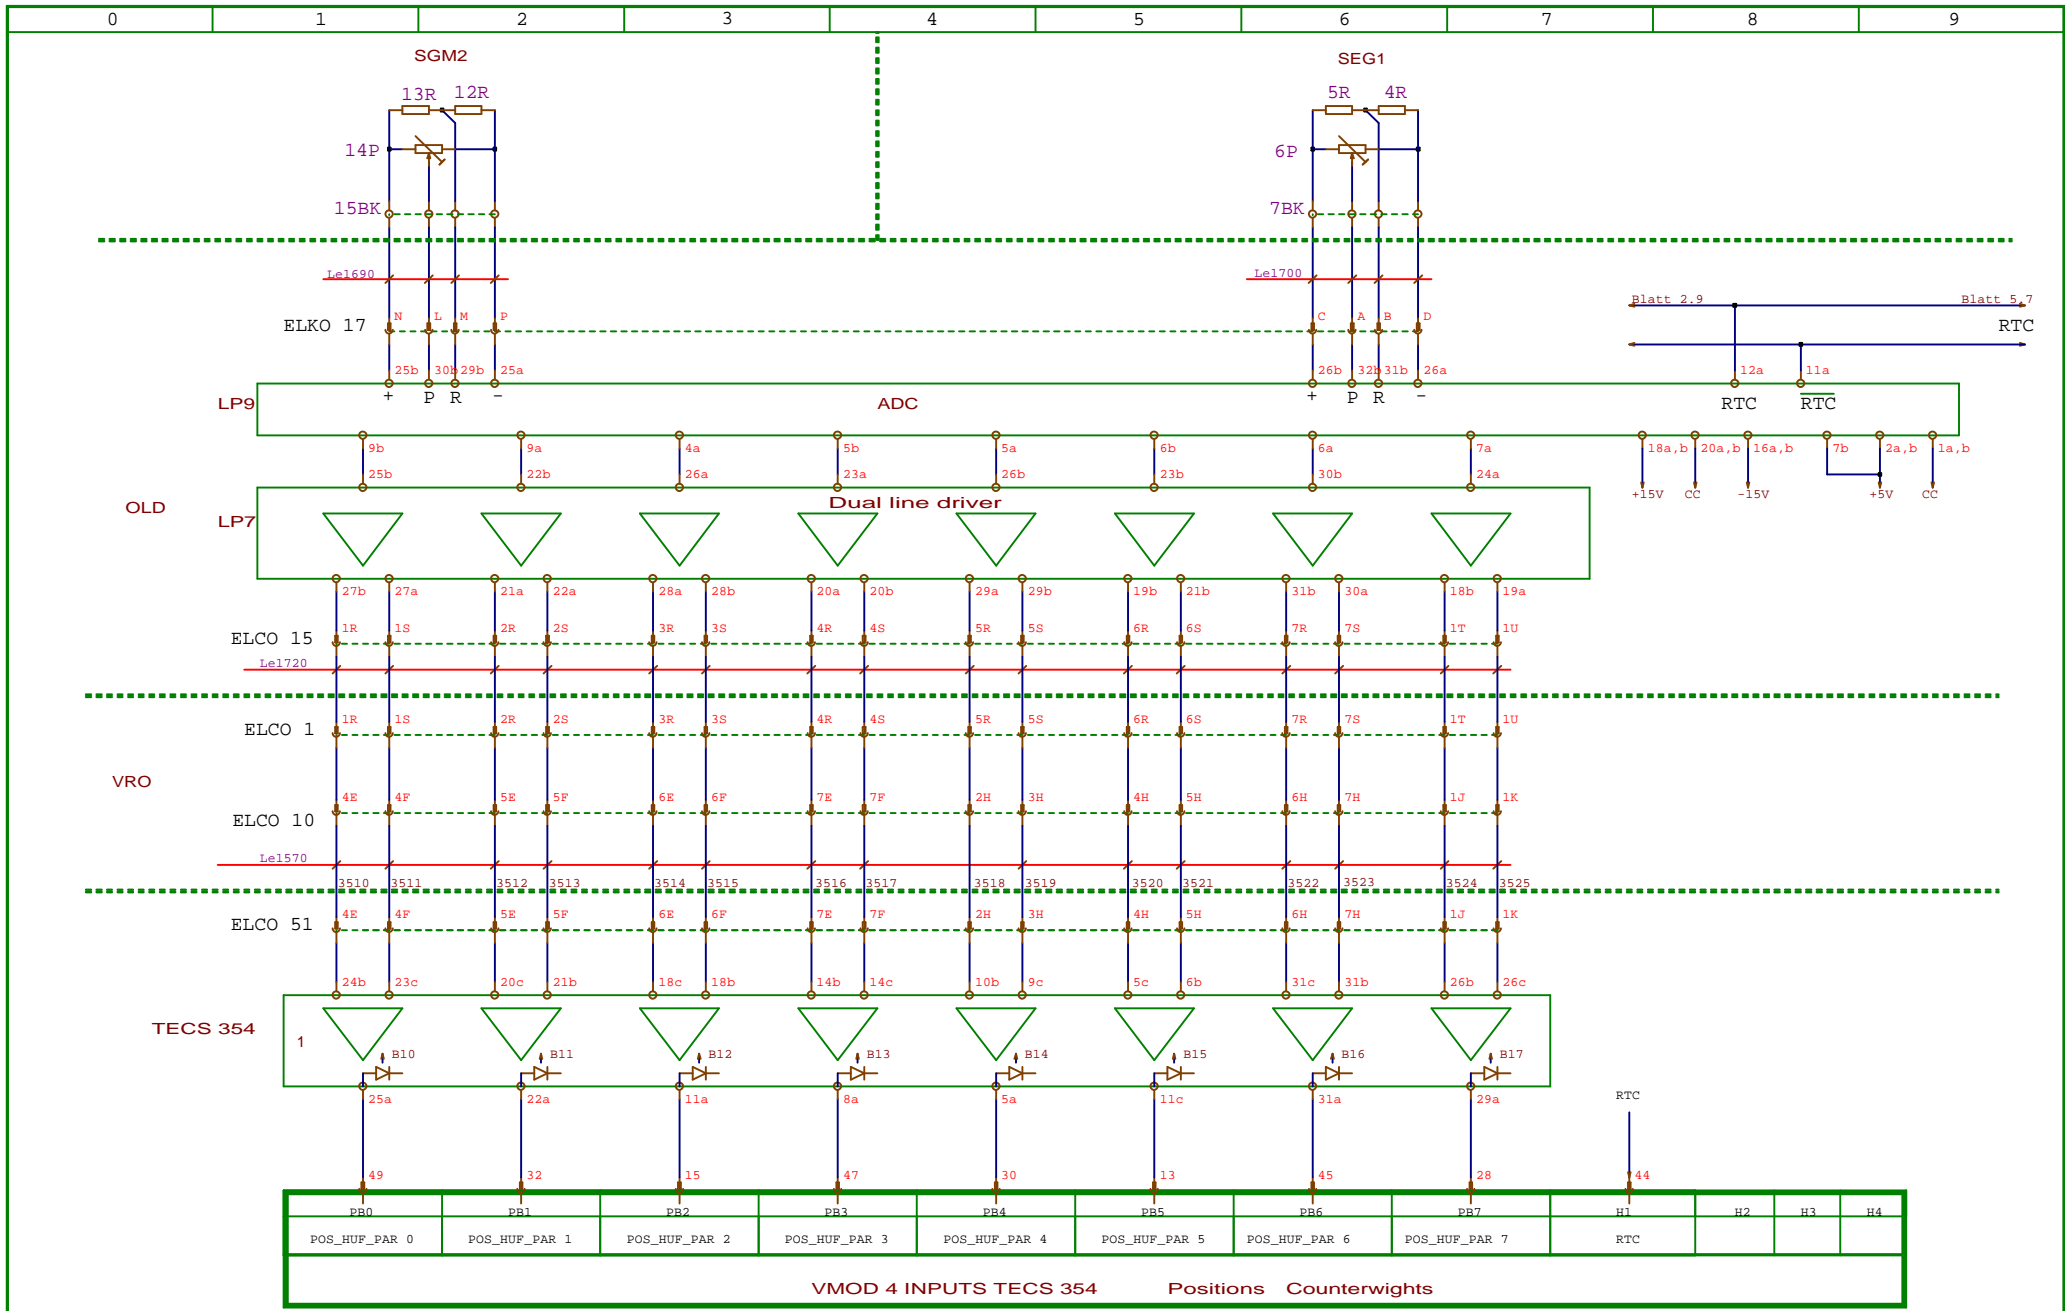 0 1 2 3 4 5 6 7 8 9
SGM2 SEG1
13R 12R 5R 4R
14P 6P
15BK 7BK
Le1690 Le1700
Blatt 2.9 Blatt 5,7
N L M P C A B D
ELKO 17 RTC
25b 30b 29b 25a 26b 32b 31b 26a 12a 11a
+ P R - + P R -
LP9 ADC RTC RTC
9b 9a 4a 5b 5a 6b 6a 7a 18a,b 20a,b 16a,b 7b 2a,b 1a,b
25b 22b 26a 23a 26b 23b 30b 24a
+15V CC -15V +5V CC
Dual line driver
OLD
LP7
27b 27a 21a 22a 28a 28b 20a 20b 29a 29b 19b 21b 31b 30a 18b 19a
1R 1S 2R 2S 3R 3S 4R 4S 5R 5S 6R 6S 7R 7S 1T 1U
ELCO 15
Le1720
1R 1S 2R 2S 3R 3S 4R 4S 5R 5S 6R 6S 7R 7S 1T 1U
ELCO 1
VRO
4E 4F 5E 5F 6E 6F 7E 7F 2H 3H 4H 5H 6H 7H 1J 1K
ELCO 10
Le1570
3510 3511 3512 3513 3514 3515 3516 3517 3518 3519 3520 3521 3522 3523 3524 3525
4E 4F 5E 5F 6E 6F 7E 7F 2H 3H 4H 5H 6H 7H 1J 1K
ELCO 51
24b 23c 20c 21b 18c 18b 14b 14c 10b 9c 5c 6b 31c 31b 26b 26c
TECS 354
1
B10 B11 B12 B13 B14 B15 B16 B17
25a 22a 11a 8a 5a 11c 31a 29a RTC
49 32 15 47 30 13 45 28 44
PB0 PB1 PB2 PB3 PB4 PB5 PB6 PB7 H1 H2 H3 H4
POS_HUF_PAR 0 POS_HUF_PAR 1 POS_HUF_PAR 2 POS_HUF_PAR 3 POS_HUF_PAR 4 POS_HUF_PAR 5 POS_HUF_PAR 6 POS_HUF_PAR 7 RTC
VMOD 4 INPUTS TECS 354 Positions Counterwights